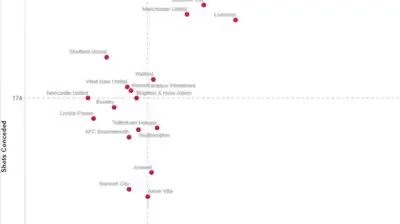 Manchester United
Liverpool
Sheffield United
Watford
West Ham United
Wolverhampton Wanderers
Newcastle United
Brighton & Hove Albion
174
Burnley
Crystal Palace
Tottenham Hotspur
AFC Bournemouth
Southampton
Shots Conceded
Arsenal
Norwich City
Aston Villa